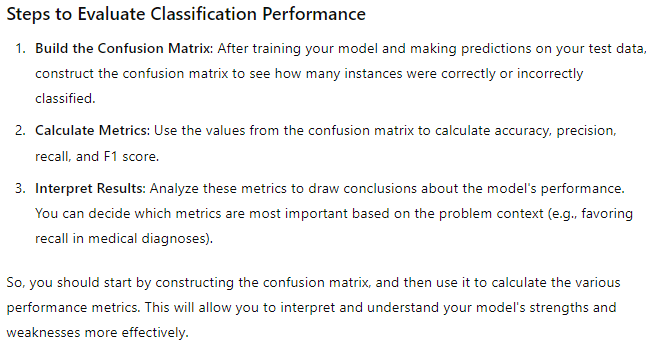 Steps to Evaluate Classification Performance
1. Build the Confusion Matrix: After training your model and making predictions on your test data,
construct the confusion matrix to see how many instances were correctly or incorrectly
classified.
2. Calculate Metrics: Use the values from the confusion matrix to calculate accuracy, precision,
recall, and F1 score.
3. Interpret Results: Analyze these metrics to draw conclusions about the model's performance.
You can decide which metrics are most important based on the problem context (e.g., favoring
recall in medical diagnoses).
So, you should start by constructing the confusion matrix, and then use it to calculate the various
performance metrics. This will allow you to interpret and understand your model's strengths and
weaknesses more effectively.